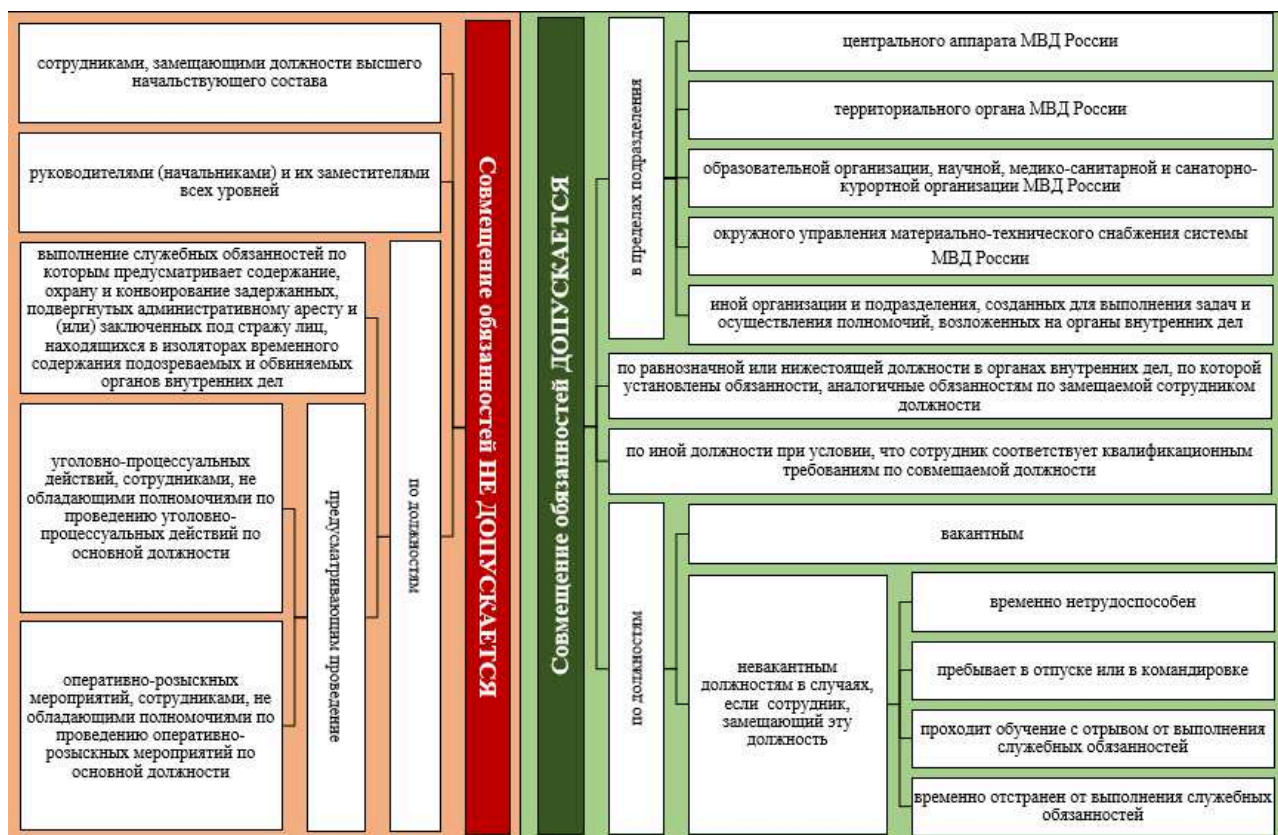 сотрудниками, замещающими должности высшего
начальствующего состава
руководителями (начальниками) и их заместителями
всех уровней
выполнение служебных обязанностей по
которым предусматривает содержание,
охрану и конвоирование задержанных,
подвергнутых административному аресту и
(или) заключенных под стражу лиц,
находящихся в изоляторах временного
содержания подозреваемых и обвиняемых
органов внутренних дел
уголовно-процессуальных
действий, сотрудниками, не
обладающими полномочиями по
проведению уголовно-
процессуальных действий по
основной должности
оперативно-розыскных
мероприятий, сотрудниками, не
обладающими полномочиями по
проведению оперативно-
розыскных мероприятий по
основной должности
предусматривающим проведение
по должностям
Совмещение обязанностей НЕ ДОПУСКАЕТСЯ
Совмещение обязанностей ДОПУСКАЕТСЯ
в пределах подразделения
центрального аппарата МВД России
территориального органа МВД России
образовательной организации, научной, медико-санитарной и санаторно-
курортной организации МВД России
окружного управления материально-технического снабжения системы
МВД России
иной организации и подразделения, созданных для выполнения задач и
осуществления полномочий, возложенных на органы внутренних дел
по равнозначной или нижестоящей должности в органах внутренних дел, по которой
установлены обязанности, аналогичные обязанностям по замещаемой сотрудником
должности
по иной должности при условии, что сотрудник соответствует квалификационным
требованиям по совмещаемой должности
по должностям
вакантным
невакантным
должностям в случаях,
если сотрудник,
замещающий эту
должность
временно нетрудоспособен
пребывает в отпуске или в командировке
проходит обучение с отрывом от выполнения
служебных обязанностей
временно отстранен от выполнения служебных
обязанностей